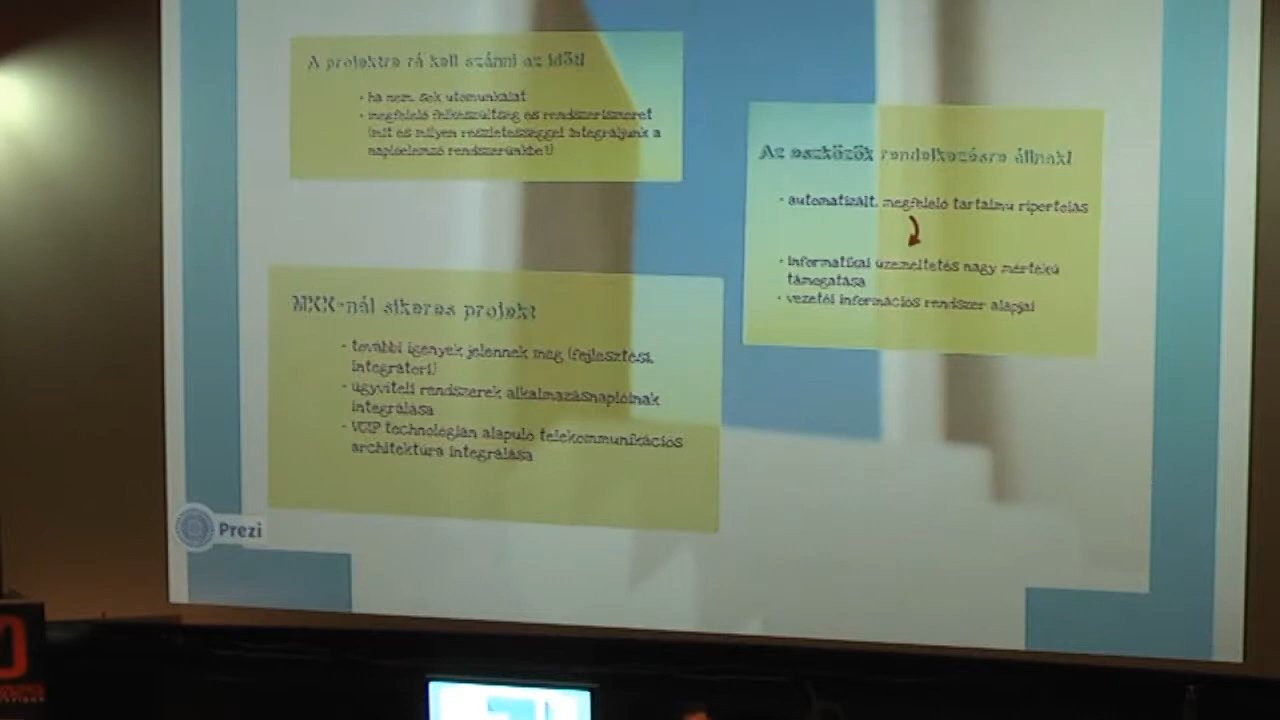 A projektre rá kell szánni az időt!
• ha nem, sok utómunkálat
• megfelelő felkészültség és rendszerismeret
(mit és milyen részletességgel integráljunk a
naplóelemző rendszerünkbe!)
Az eszközök rendelkezésre állnak!
• automatizált, megfelelő tartalmú riportolás
• informatikai üzemeltetés nagy mértékű
támogatása
• vezetői információs rendszer alapjai
MKK-nál sikeres projekt
• további igények jelennek meg (fejlesztési,
integrátori)
• ügyviteli rendszerek alkalmazásnaplóinak
integrálása
• VOIP technológián alapuló telekommunikációs
architektúra integrálása
Prezi